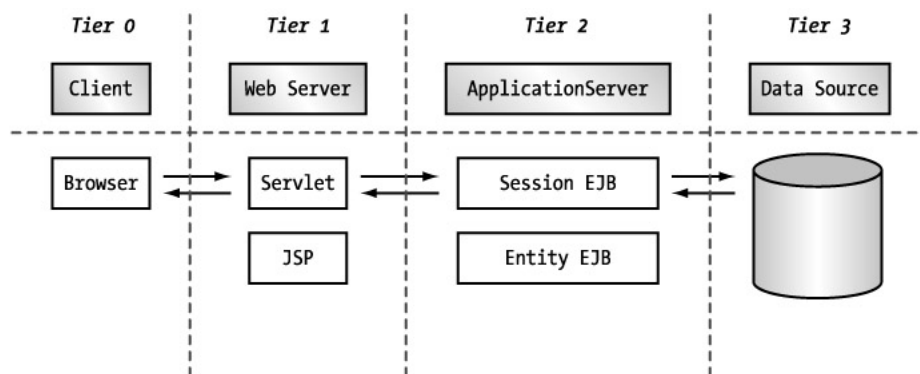 Tier 0 Tier 1 Tier 2 Tier 3
Client Web Server ApplicationServer Data Source
Browser Servlet Session EJB
JSP Entity EJB